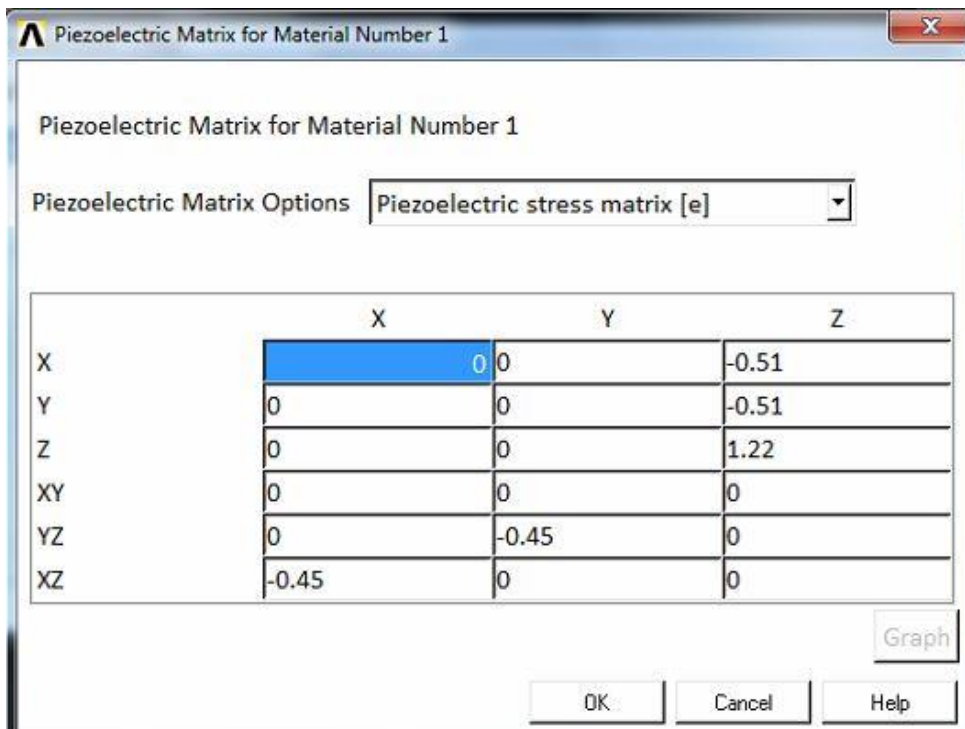 Piezoelectric Matrix for Material Number 1
Piezoelectric Matrix for Material Number 1
Piezoelectric Matrix Options Piezoelectric stress matrix [e]
X Y Z
X 0 0 -0.51
Y 0 0 -0.51
Z 0 0 1.22
XY 0 0 0
YZ 0 -0.45 0
XZ -0.45 0 0
Graph
OK Cancel Help